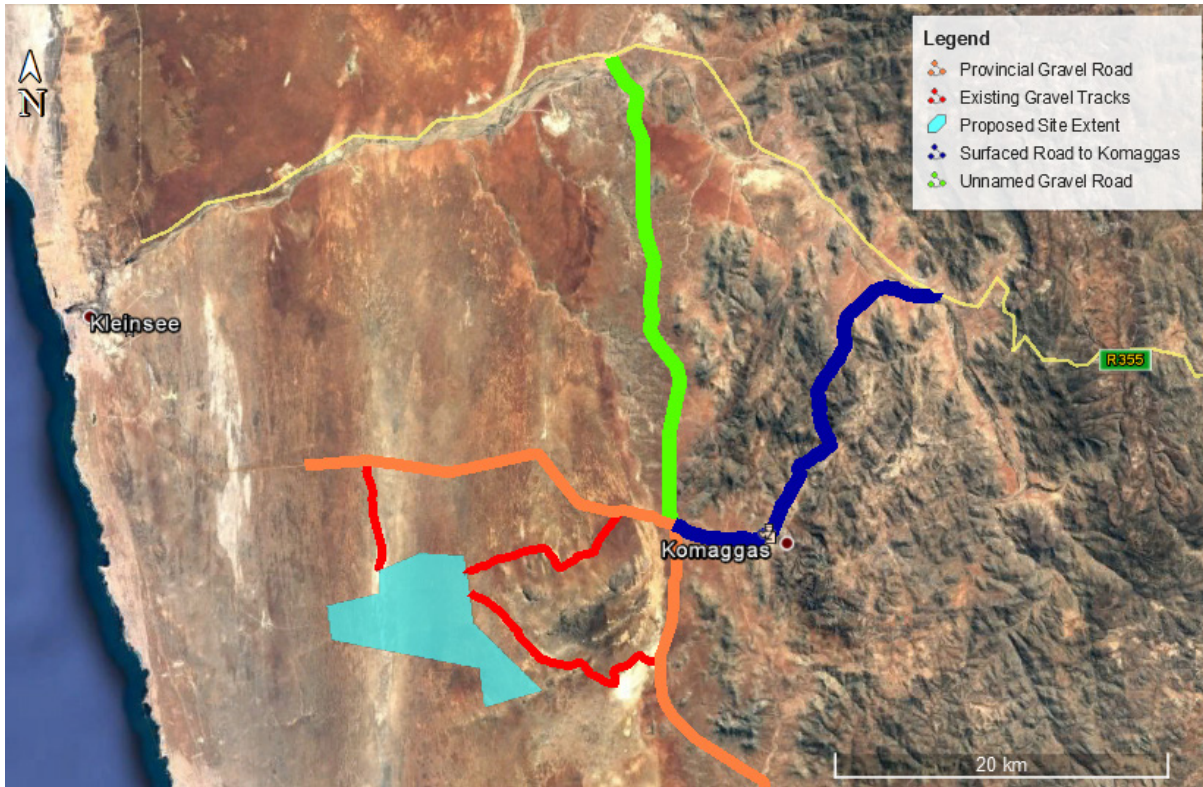 N
Legend
Provincial Gravel Road
Existing Gravel Tracks
Proposed Site Extent
Surfaced Road to Komaggas
Unnamed Gravel Road
Kleinsee
R355
Komaggas
20 km